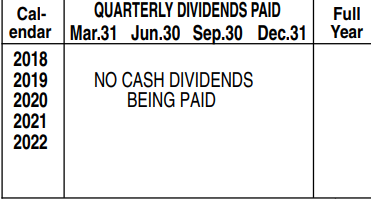 Cal- QUARTERLY DIVIDENDS PAID Full
endar Mar.31 Jun.30 Sep.30 Dec.31 Year
2018
2019 NO CASH DIVIDENDS
2020 BEING PAID
2021
2022